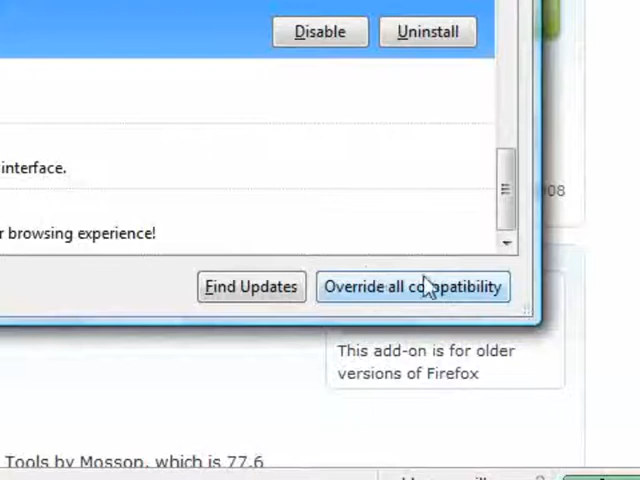 Disable Uninstall
interface.
08
r browsing experience!
Find Updates Override all compatibility
This add-on is for older
versions of Firefox
Tools by Mossop, which is 77.6